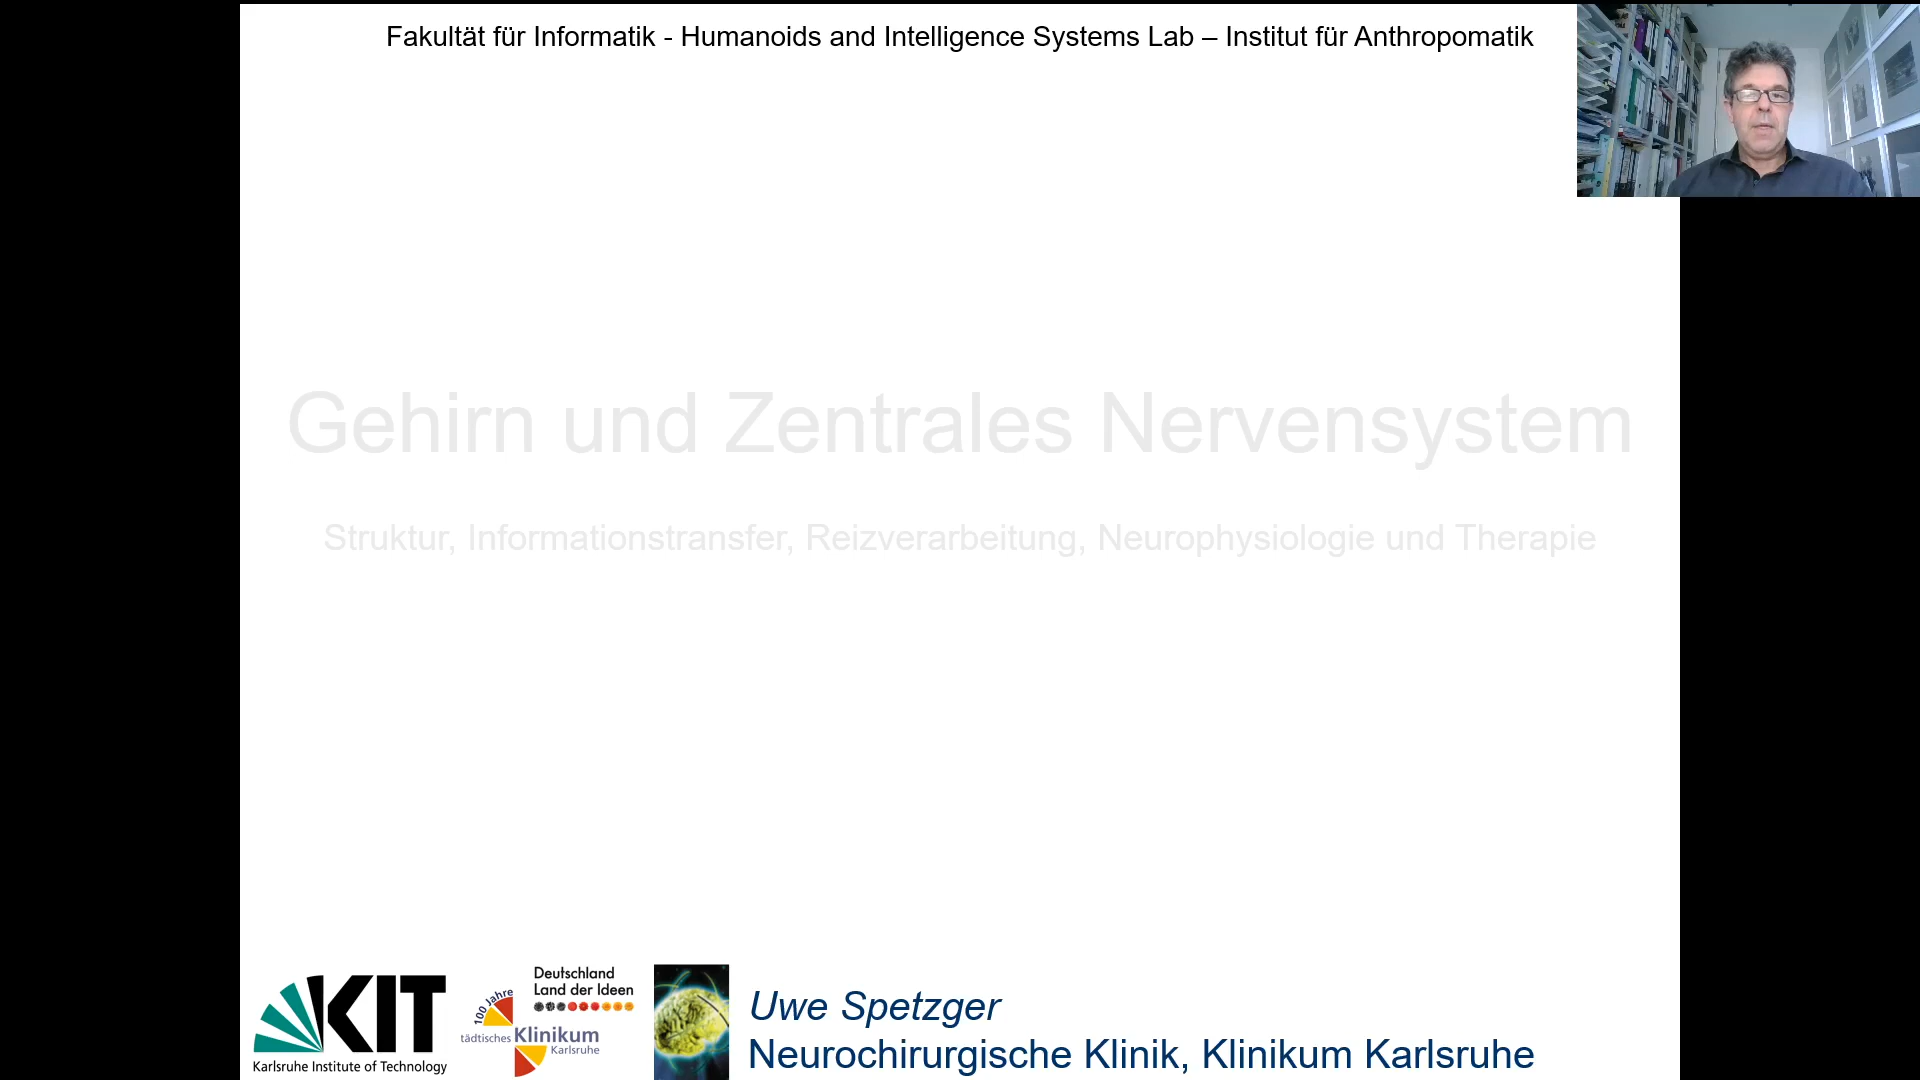 Fakultät für Informatik - Humanoids and Intelligence Systems Lab – Institut für Anthropomatik
Gehirn und Zentrales Nervensystem
Struktur, Informationstransfer, Reizverarbeitung, Neurophysiologie und Therapie
KIT
Karlsruhe Institute of Technology
Deutschland
Land der Ideen
100 Jahre
tädtisches Klinikum
Karlsruhe
Uwe Spetzger
Neurochirurgische Klinik, Klinikum Karlsruhe